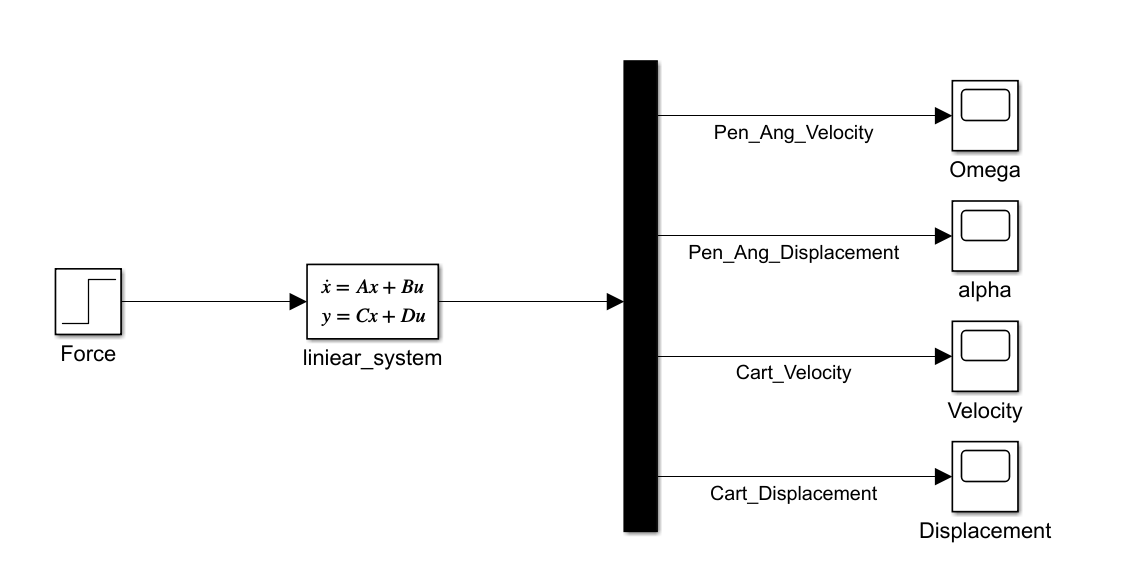 Pen_Ang_Velocity
Omega
Pen_Ang_Displacement
alpha
Force
ẋ = Ax + Bu
y = Cx + Du
liniear_system
Cart_Velocity
Velocity
Cart_Displacement
Displacement